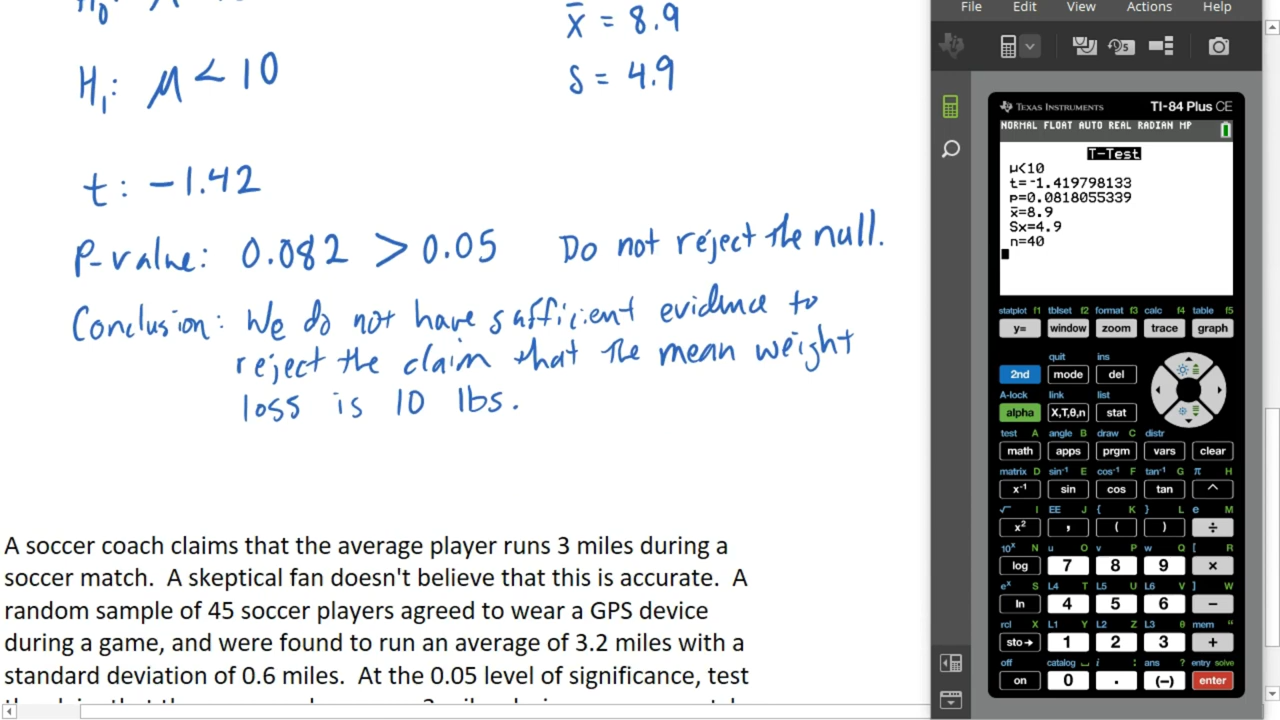 H₀: μ
x̄ = 8.9
H₁: μ < 10
s = 4.9
t: -1.42
P-value: 0.082 > 0.05 Do not reject the null.
Conclusion: We do not have sufficient evidence to
reject the claim that the mean weight
loss is 10 lbs.
A soccer coach claims that the average player runs 3 miles during a
soccer match. A skeptical fan doesn't believe that this is accurate. A
random sample of 45 soccer players agreed to wear a GPS device
during a game, and were found to run an average of 3.2 miles with a
standard deviation of 0.6 miles. At the 0.05 level of significance, test
File Edit View Actions Help
TEXAS INSTRUMENTS TI-84 Plus CE
NORMAL FLOAT AUTO REAL RADIAN MP
T-Test
μ<10
t=-1.419798133
p=0.0818055339
x̄=8.9
Sx=4.9
n=40
statplot f1 tblset f2 format f3 calc f4 table f5
y= window zoom trace graph
quit ins
2nd mode del
A-lock link list
alpha X,T,θ,n stat
test A angle B draw C distr
math apps prgm vars clear
matrix D sin⁻¹ E cos⁻¹ F tan⁻¹ G π H
x⁻¹ sin cos tan ^
√ I EE J { K } L e M
x² , ( ) ÷
10ˣ N u O v P w Q [ R
log 7 8 9 ×
eˣ S L4 T L5 U L6 V ] W
ln 4 5 6 −
rcl X L1 Y L2 Z L3 θ mem "
sto→ 1 2 3 +
off catalog ⎵ i : ans ? entry solve
on 0 . (-) enter